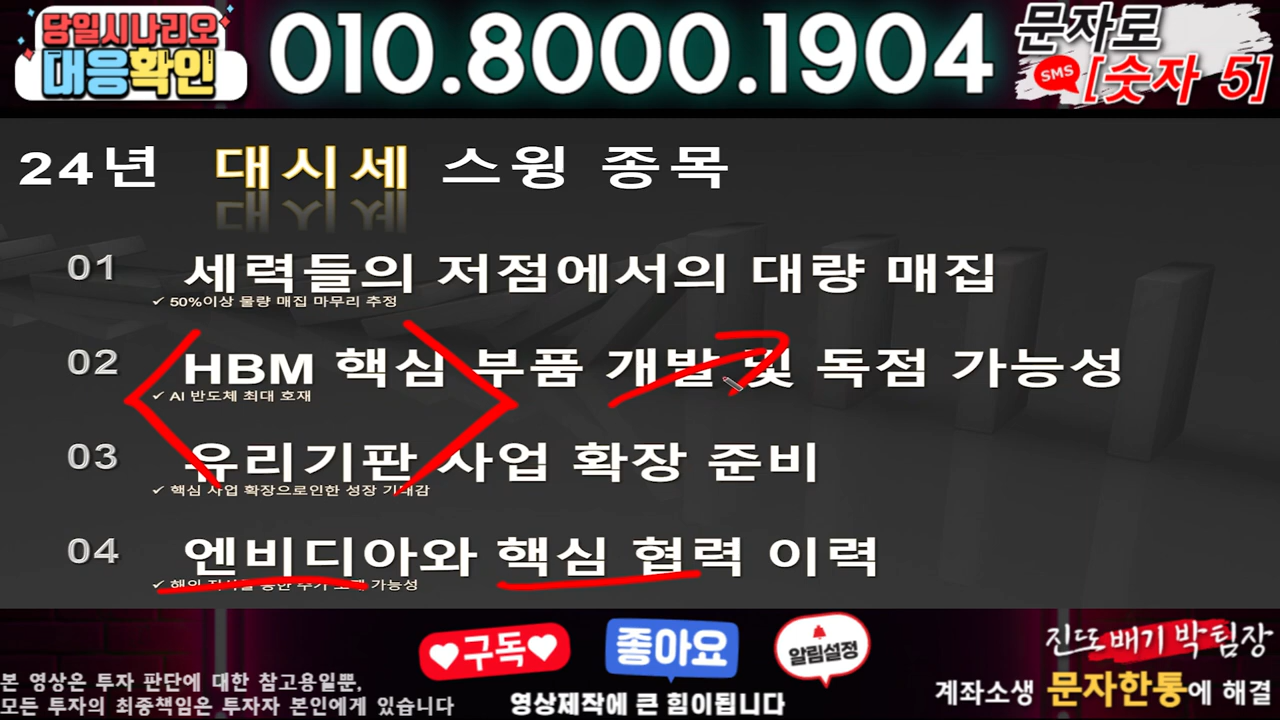 당일시나리오
대응확인
010.8000.1904
문자로
SMS [숫자 5]
24년 대시세 스윙 종목
01 세력들의 저점에서의 대량 매집
✓ 50%이상 물량 매집 마무리 추정
02 HBM 핵심 부품 개발 및 독점 가능성
✓ AI 반도체 최대 호재
03 유리기판 사업 확장 준비
✓ 핵심 사업 확장으로인한 성장 기대감
04 엔비디아와 핵심 협력 이력
✓ 가능성
구독
좋아요
알림설정
영상제작에 큰 힘이됩니다
본 영상은 투자 판단에 대한 참고용일뿐,
모든 투자의 최종책임은 투자자 본인에게 있습니다
진또배기 박팀장
계좌소생 문자한통에 해결